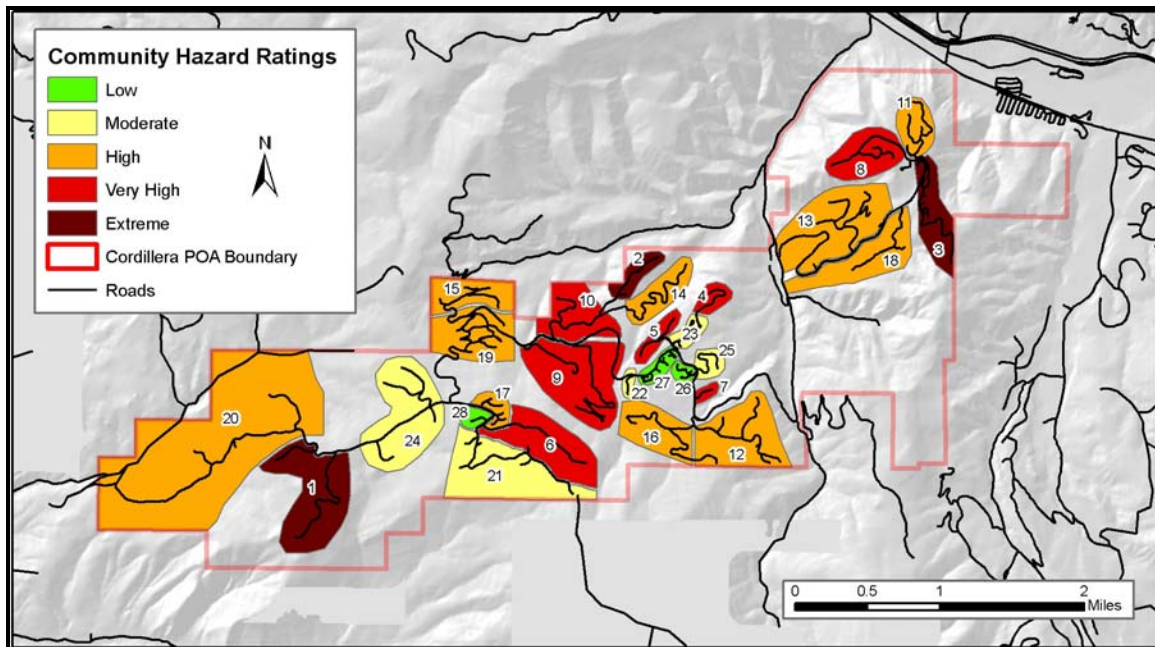 Community Hazard Ratings
Low
Moderate
High
Very High
Extreme
Cordillera POA Boundary
Roads
N
11
8
13
3
18
2
10
14
4
15
5
23
19
25
9
22
27
26
7
17
20
28
24
6
16
12
21
1
0 0.5 1 2
Miles